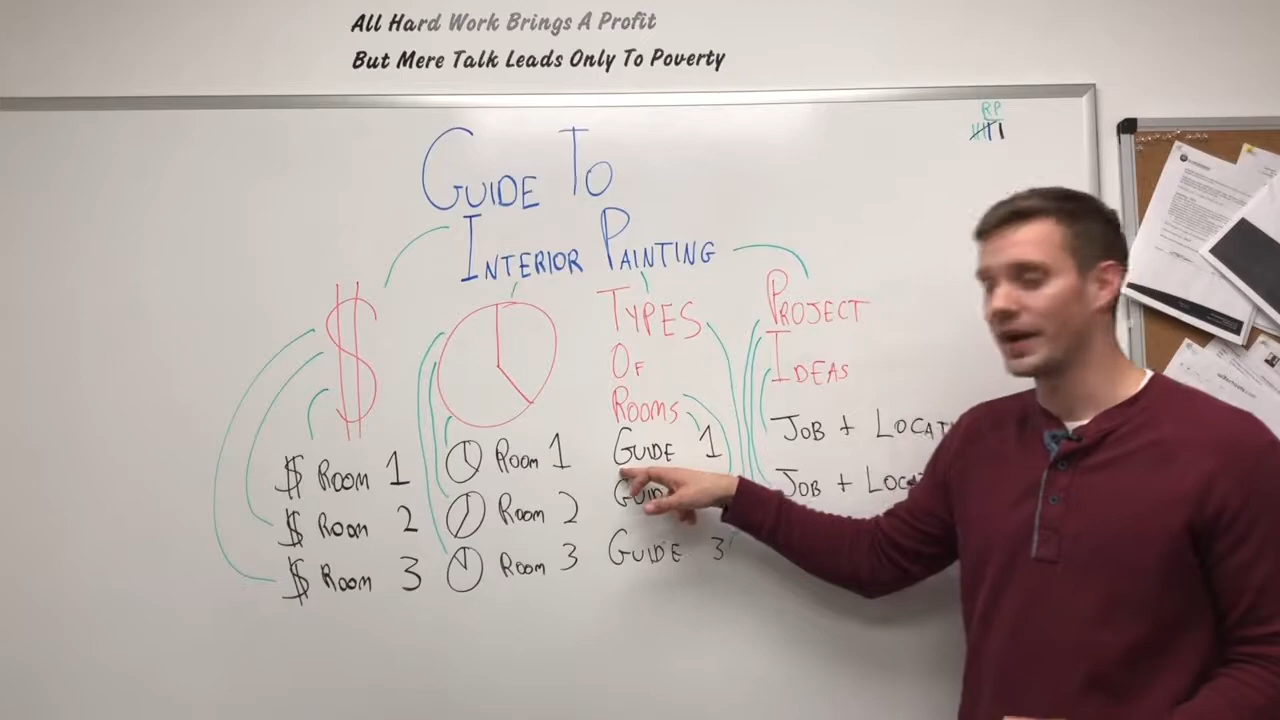 All Hard Work Brings A Profit
But Mere Talk Leads Only To Poverty
RP
GUIDE TO
INTERIOR PAINTING
$
TYPES
OF
ROOMS
PROJECT
IDEAS
$ ROOM 1
$ ROOM 2
$ ROOM 3
ROOM 1
ROOM 2
ROOM 3
GUIDE 1
GUIDE 3
JOB +
JOB +